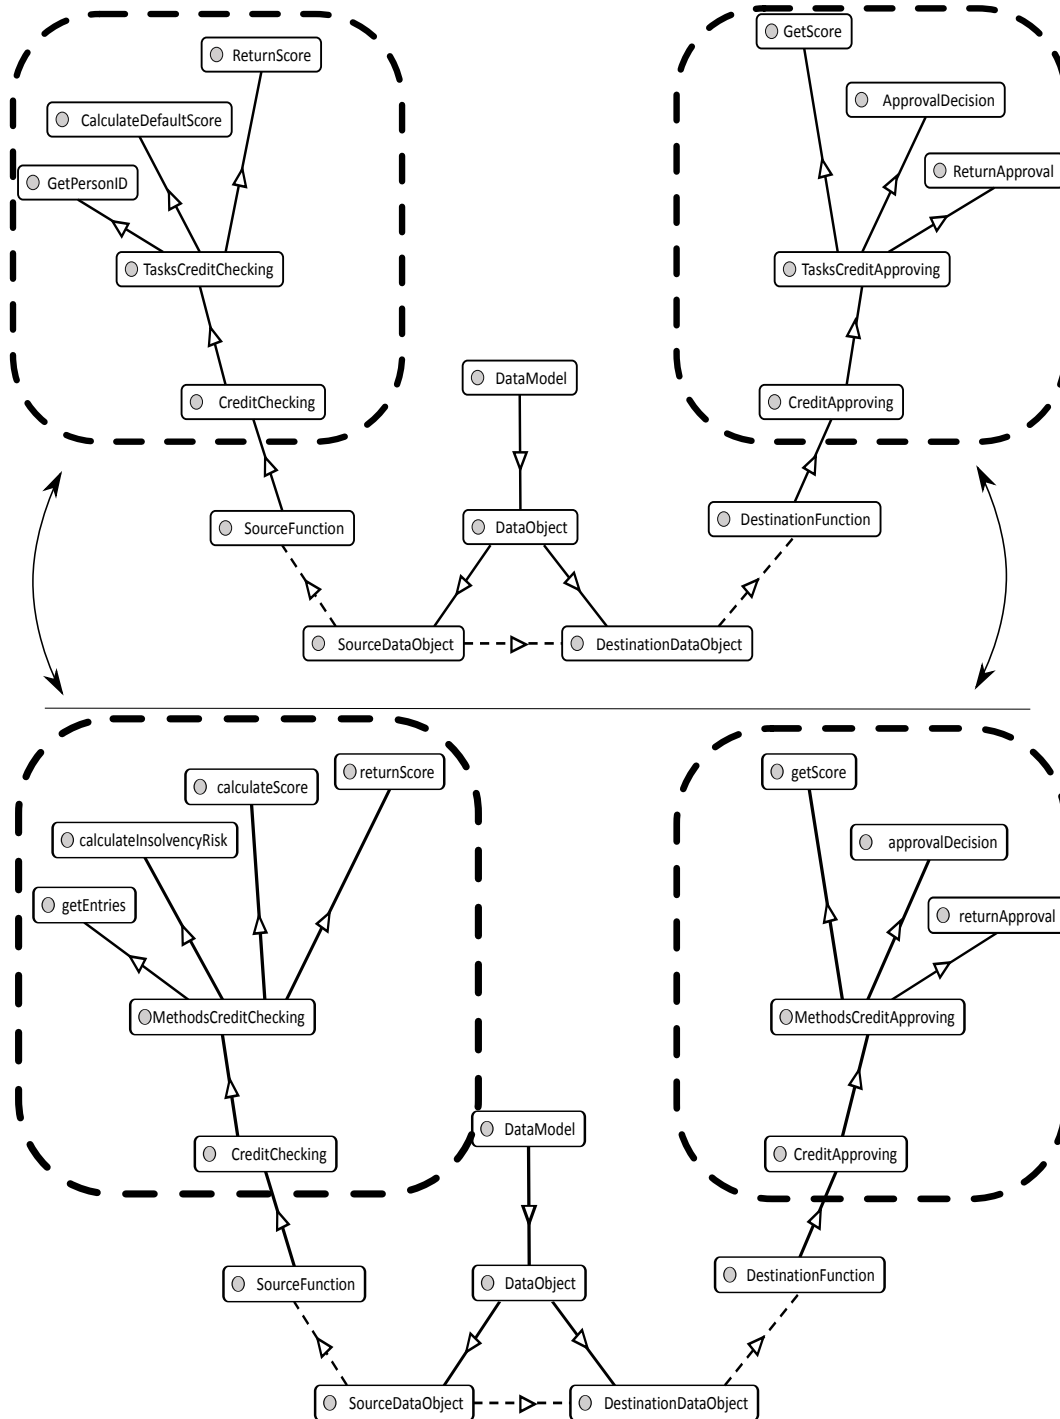 GetScore
ReturnScore
ApprovalDecision
CalculateDefaultScore
ReturnApproval
GetPersonID
TasksCreditChecking
TasksCreditApproving
DataModel
CreditChecking
CreditApproving
SourceFunction
DataObject
DestinationFunction
SourceDataObject
DestinationDataObject
returnScore
getScore
calculateScore
calculateInsolvencyRisk
approvalDecision
getEntries
returnApproval
MethodsCreditChecking
MethodsCreditApproving
DataModel
CreditChecking
CreditApproving
SourceFunction
DataObject
DestinationFunction
SourceDataObject
DestinationDataObject